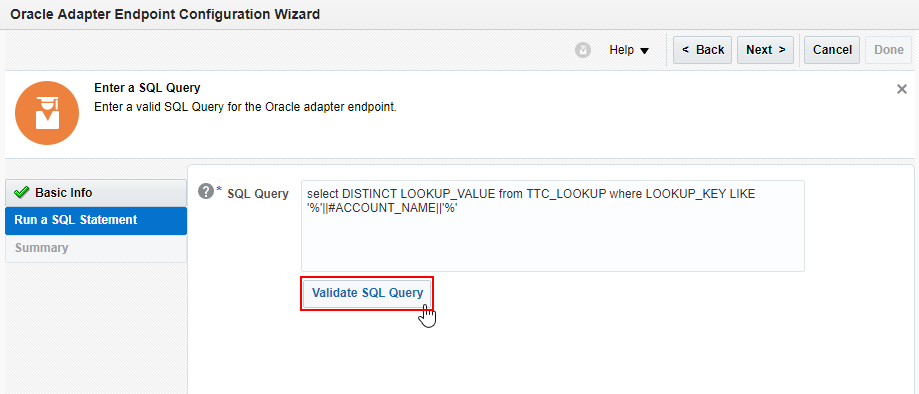 Oracle Adapter Endpoint Configuration Wizard
Help
< Back
Next >
Cancel
Done
Enter a SQL Query
Enter a valid SQL Query for the Oracle adapter endpoint.
Basic Info
Run a SQL Statement
Summary
? * SQL Query
select DISTINCT LOOKUP_VALUE from TTC_LOOKUP where LOOKUP_KEY LIKE
'%'||#ACCOUNT_NAME||'%'
Validate SQL Query